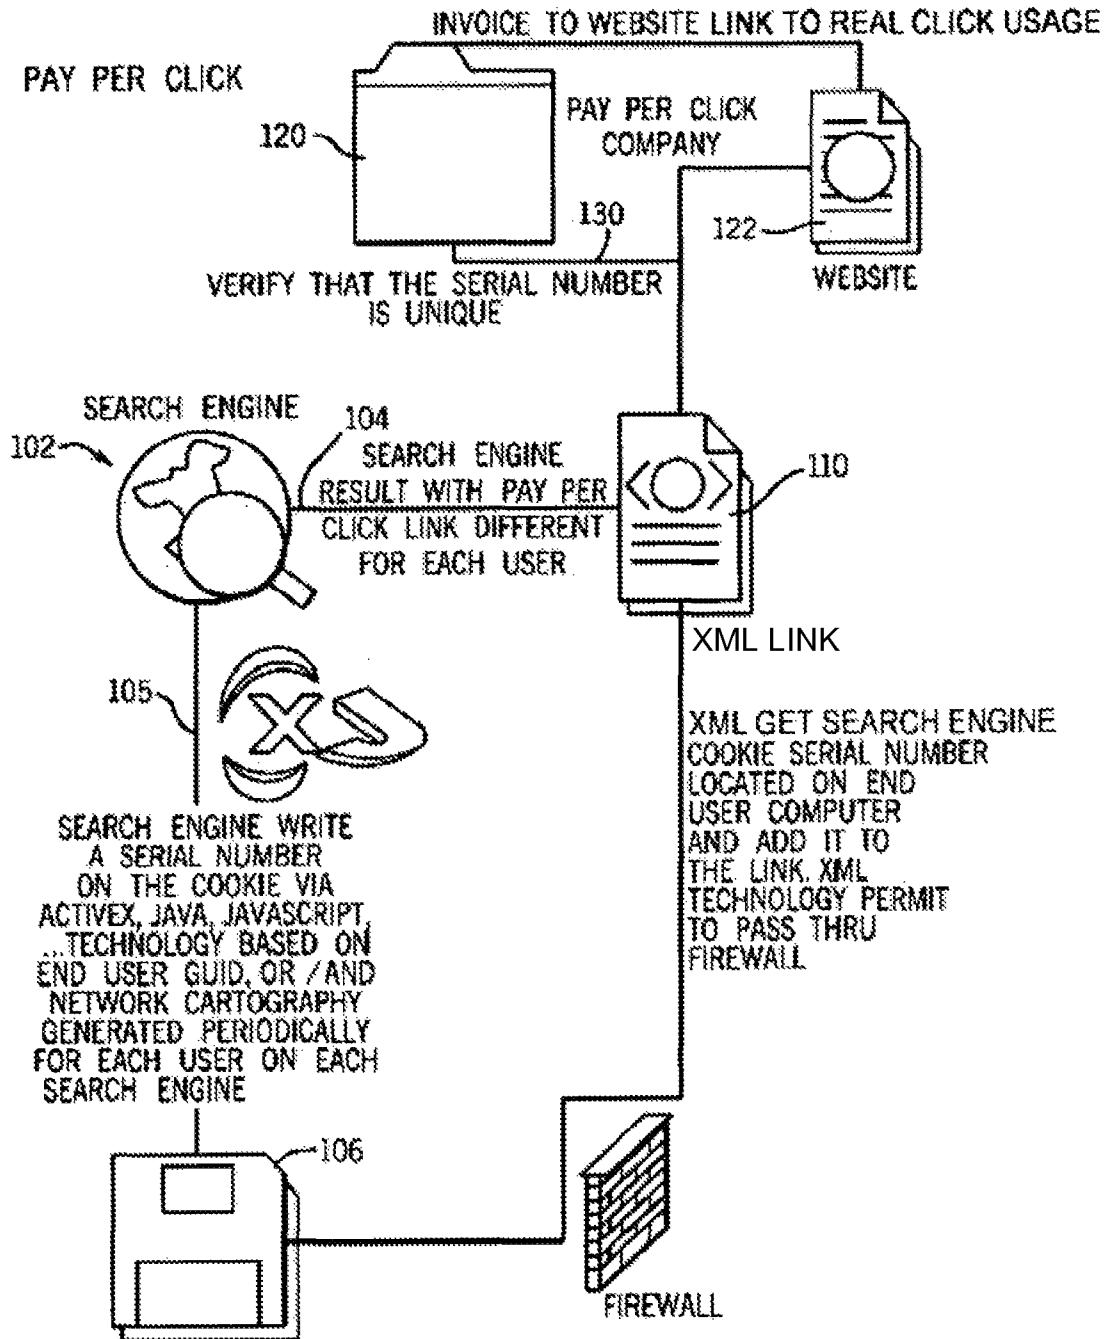 INVOICE TO WEBSITE LINK TO REAL CLICK USAGE
PAY PER CLICK
120
PAY PER CLICK
COMPANY
130
122
WEBSITE
VERIFY THAT THE SERIAL NUMBER
IS UNIQUE
SEARCH ENGINE
102
104
SEARCH ENGINE
RESULT WITH PAY PER
CLICK LINK DIFFERENT
FOR EACH USER
110
XML LINK
105
X
XML GET SEARCH ENGINE
COOKIE SERIAL NUMBER
LOCATED ON END
USER COMPUTER
AND ADD IT TO
THE LINK. XML
TECHNOLOGY PERMIT
TO PASS THRU
FIREWALL
SEARCH ENGINE WRITE
A SERIAL NUMBER
ON THE COOKIE VIA
ACTIVEX, JAVA, JAVASCRIPT,
...TECHNOLOGY BASED ON
END USER GUID, OR /AND
NETWORK CARTOGRAPHY
GENERATED PERIODICALLY
FOR EACH USER ON EACH
SEARCH ENGINE
106
FIREWALL